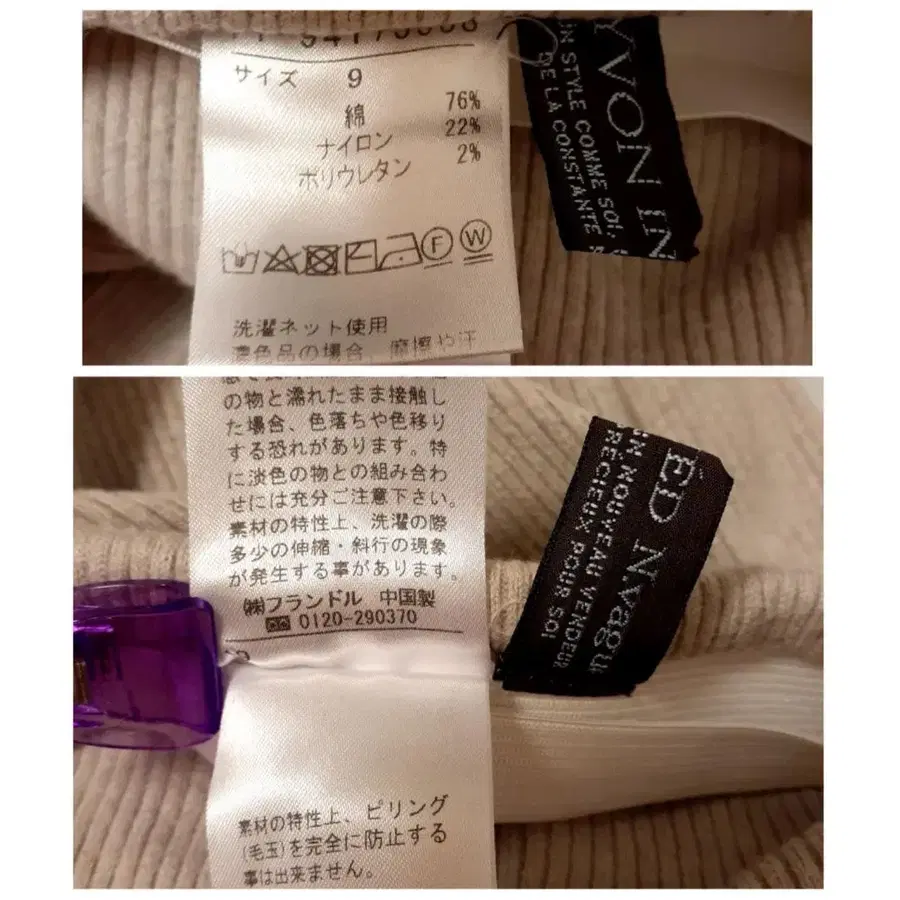 サイズ 9
綿 76%
ナイロン 22%
ポリウレタン 2%
F W
洗濯ネット使用
濃色品の場合、摩擦や汗
YVON IN
UN STYLE COMME SOI.
DE LA CONSTANTE
の物と濡れたまま接触し
た場合、色落ちや色移り
する恐れがあります。特
に淡色の物との組み合わ
せには充分ご注意下さい。
素材の特性上、洗濯の際
多少の伸縮・斜行の現象
が発生する事があります。
㈱フランドル 中国製
0120-290370
ÉD N.vagu
NOUVEAU VENDEUR
PRÉCIEUX POUR SOI
素材の特性上、ピリング
(毛玉)を完全に防止する
事は出来ません。